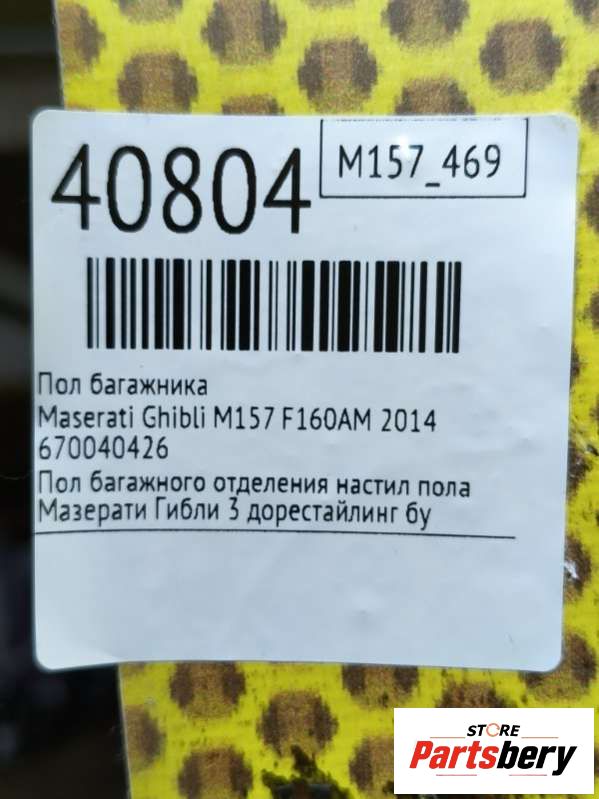 40804
M157_469
Пол багажника
Maserati Ghibli M157 F160AM 2014
670040426
Пол багажного отделения настил пола
Мазерати Гибли 3 дорестайлинг бу
STORE
Partsbery